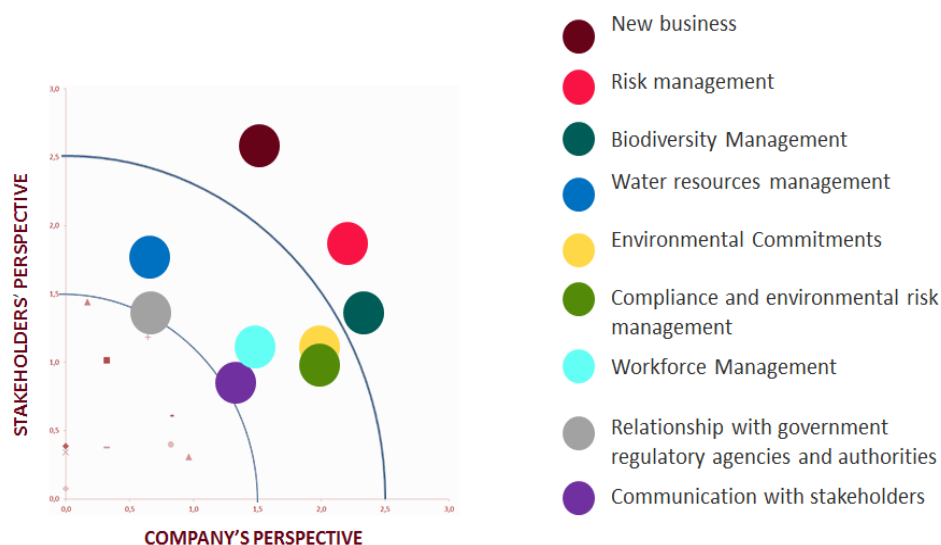 New business
Risk management
Biodiversity Management
Water resources management
Environmental Commitments
Compliance and environmental risk
management
Workforce Management
Relationship with government
regulatory agencies and authorities
Communication with stakeholders
STAKEHOLDERS' PERSPECTIVE
3,0
2,5
2,0
1,5
1,0
0,5
0,0
0,0 0,5 1,0 1,5 2,0 2,5 3,0
COMPANY'S PERSPECTIVE